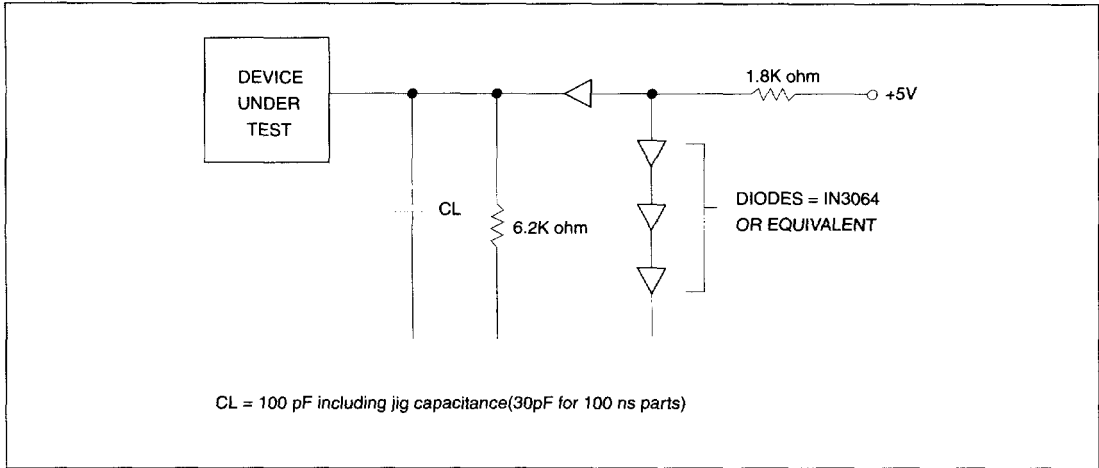 DEVICE
UNDER
TEST
1.8K ohm
+5V
CL
6.2K ohm
DIODES = IN3064
OR EQUIVALENT
CL = 100 pF including jig capacitance(30pF for 100 ns parts)